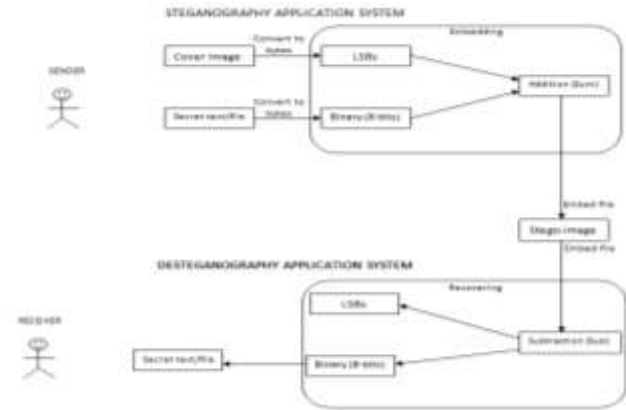 STEGANOGRAPHY APPLICATION SYSTEM
Embedding
Convert to
bytes
Cover Image
LSBs
SENDER
Addition (Sum)
Convert to
bytes
Secret text/File
Binary (8-bits)
Embed File
Stego-image
Embed File
DESTEGANOGRAPHY APPLICATION SYSTEM
Recovering
LSBs
RECEIVER
Subtraction (Sub)
Secret text/File
Binary (8-bits)